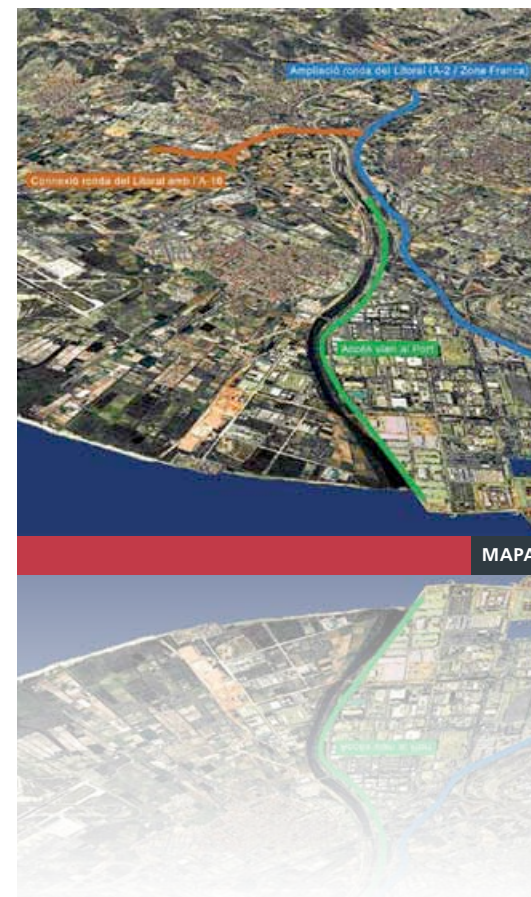 Ampliació ronda del Litoral (A-2 / Zona Franca)
Connexió ronda del Litoral amb l'A-16
Accés viari al Port
MAPA